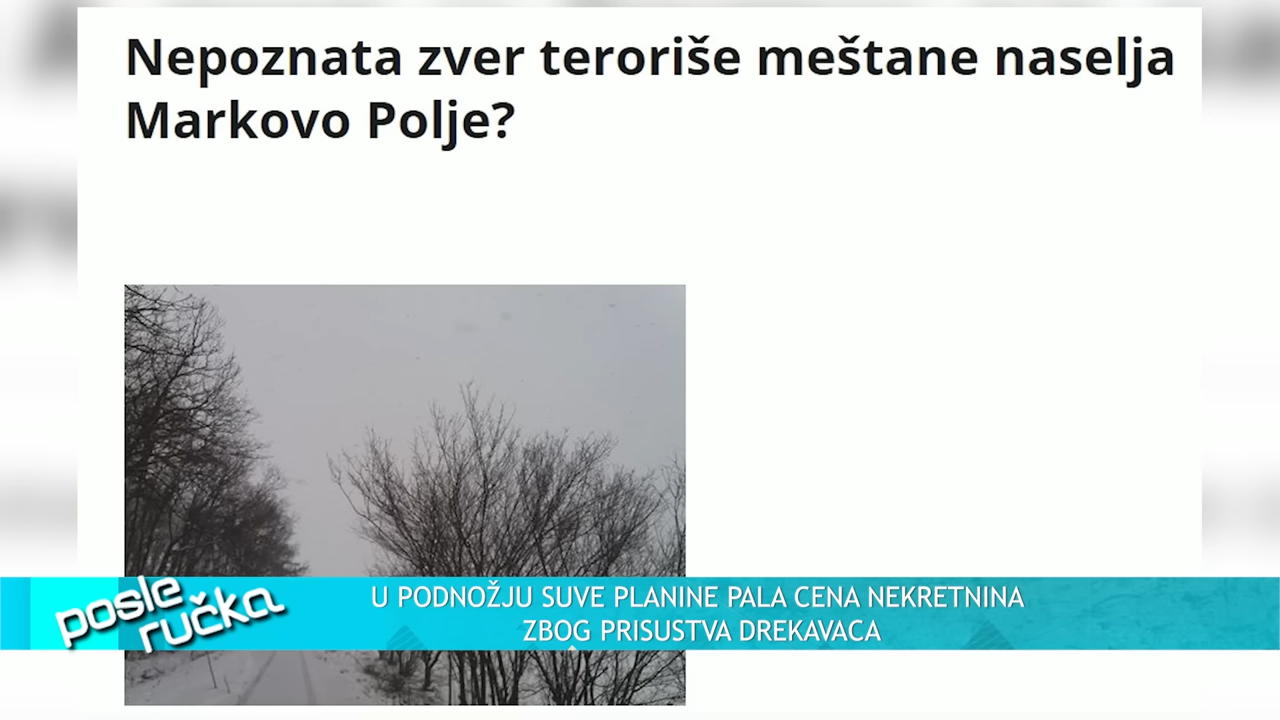 Nepoznata zver teroriše meštane naselja
Markovo Polje?
posle
ručka
U PODNOŽJU SUVE PLANINE PALA CENA NEKRETNINA
ZBOG PRISUSTVA DREKAVACA